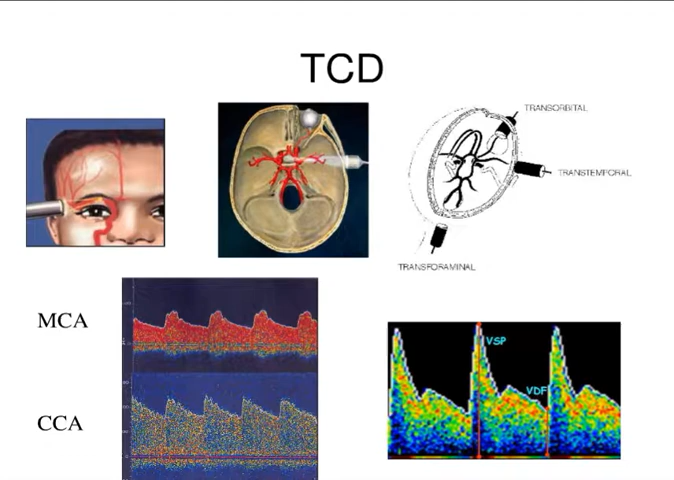 TCD
TRANSORBITAL
TRANSTEMPORAL
TRANSFORAMINAL
MCA
CCA
VSP
VDF